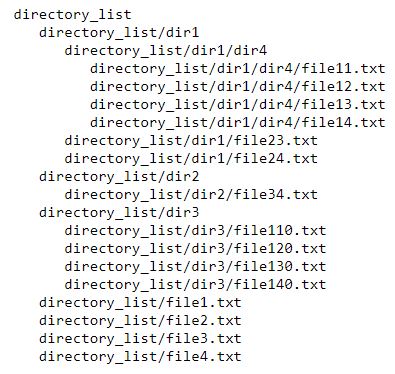 directory_list
directory_list/dir1
directory_list/dir1/dir4
directory_list/dir1/dir4/file11.txt
directory_list/dir1/dir4/file12.txt
directory_list/dir1/dir4/file13.txt
directory_list/dir1/dir4/file14.txt
directory_list/dir1/file23.txt
directory_list/dir1/file24.txt
directory_list/dir2
directory_list/dir2/file34.txt
directory_list/dir3
directory_list/dir3/file110.txt
directory_list/dir3/file120.txt
directory_list/dir3/file130.txt
directory_list/dir3/file140.txt
directory_list/file1.txt
directory_list/file2.txt
directory_list/file3.txt
directory_list/file4.txt